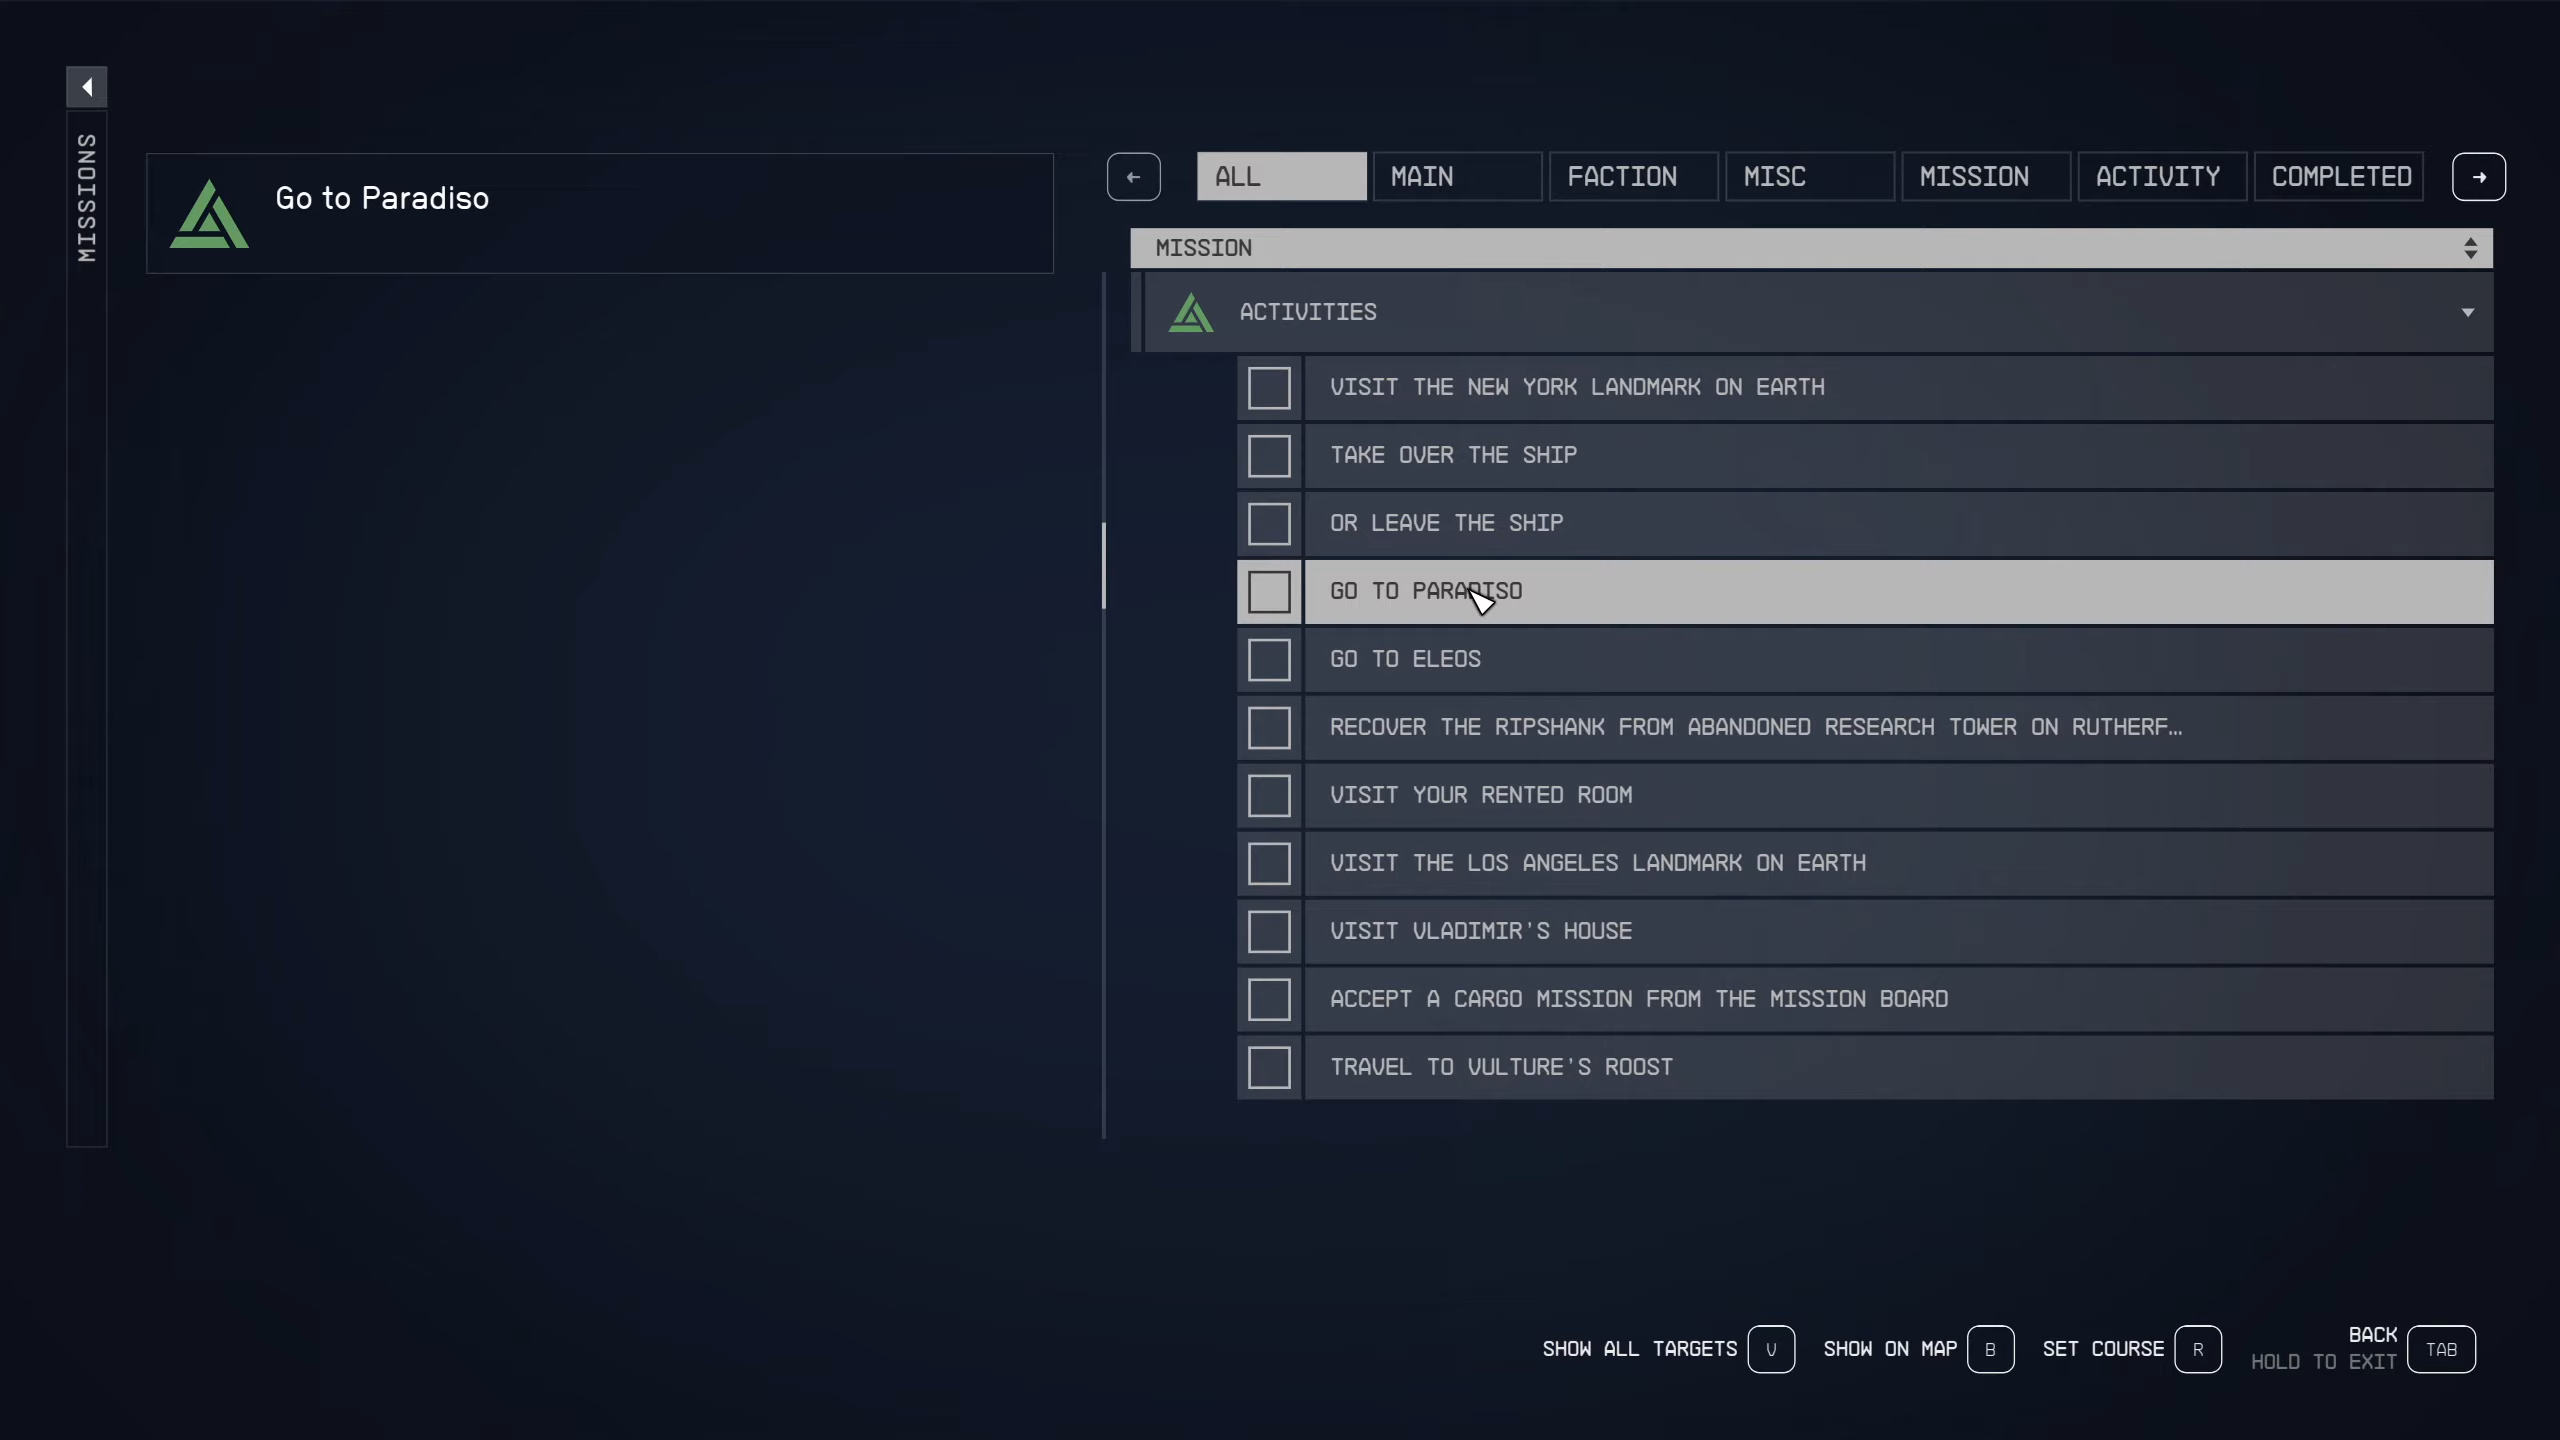 MISSIONS
Go to Paradiso
ALL
MAIN
FACTION
MISC
MISSION
ACTIVITY
COMPLETED
MISSION
ACTIVITIES
VISIT THE NEW YORK LANDMARK ON EARTH
TAKE OVER THE SHIP
OR LEAVE THE SHIP
GO TO PARADISO
GO TO ELEOS
RECOVER THE RIPSHANK FROM ABANDONED RESEARCH TOWER ON RUTHERF...
VISIT YOUR RENTED ROOM
VISIT THE LOS ANGELES LANDMARK ON EARTH
VISIT VLADIMIR'S HOUSE
ACCEPT A CARGO MISSION FROM THE MISSION BOARD
TRAVEL TO VULTURE'S ROOST
SHOW ALL TARGETS V
SHOW ON MAP B
SET COURSE R
BACK
HOLD TO EXIT
TAB